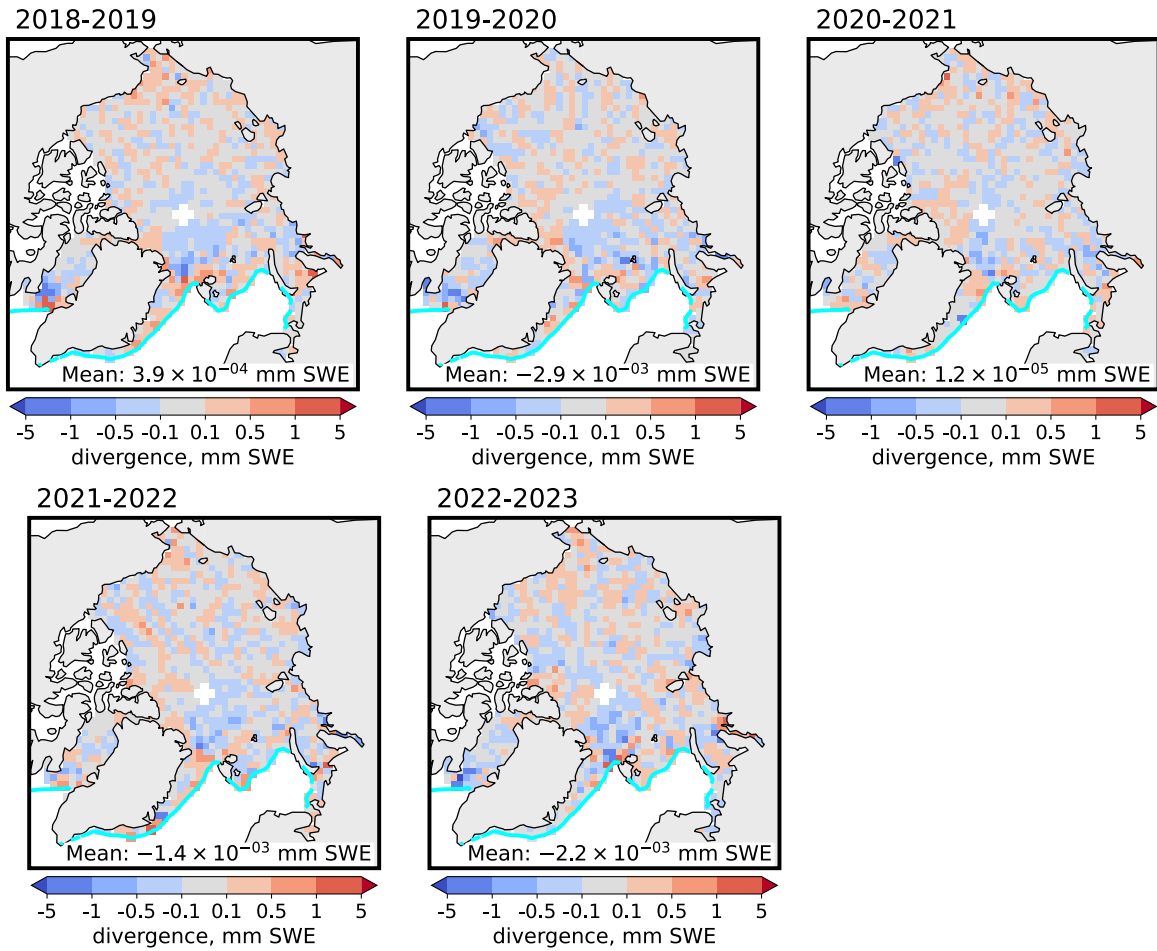 2018-2019
2019-2020
2020-2021
Mean: 3.9 × 10⁻⁰⁴ mm SWE
Mean: −2.9 × 10⁻⁰³ mm SWE
Mean: 1.2 × 10⁻⁰⁵ mm SWE
-5 -1 -0.5 -0.1 0.1 0.5 1 5
-5 -1 -0.5 -0.1 0.1 0.5 1 5
-5 -1 -0.5 -0.1 0.1 0.5 1 5
divergence, mm SWE
divergence, mm SWE
divergence, mm SWE
2021-2022
2022-2023
Mean: −1.4 × 10⁻⁰³ mm SWE
Mean: −2.2 × 10⁻⁰³ mm SWE
-5 -1 -0.5 -0.1 0.1 0.5 1 5
-5 -1 -0.5 -0.1 0.1 0.5 1 5
divergence, mm SWE
divergence, mm SWE